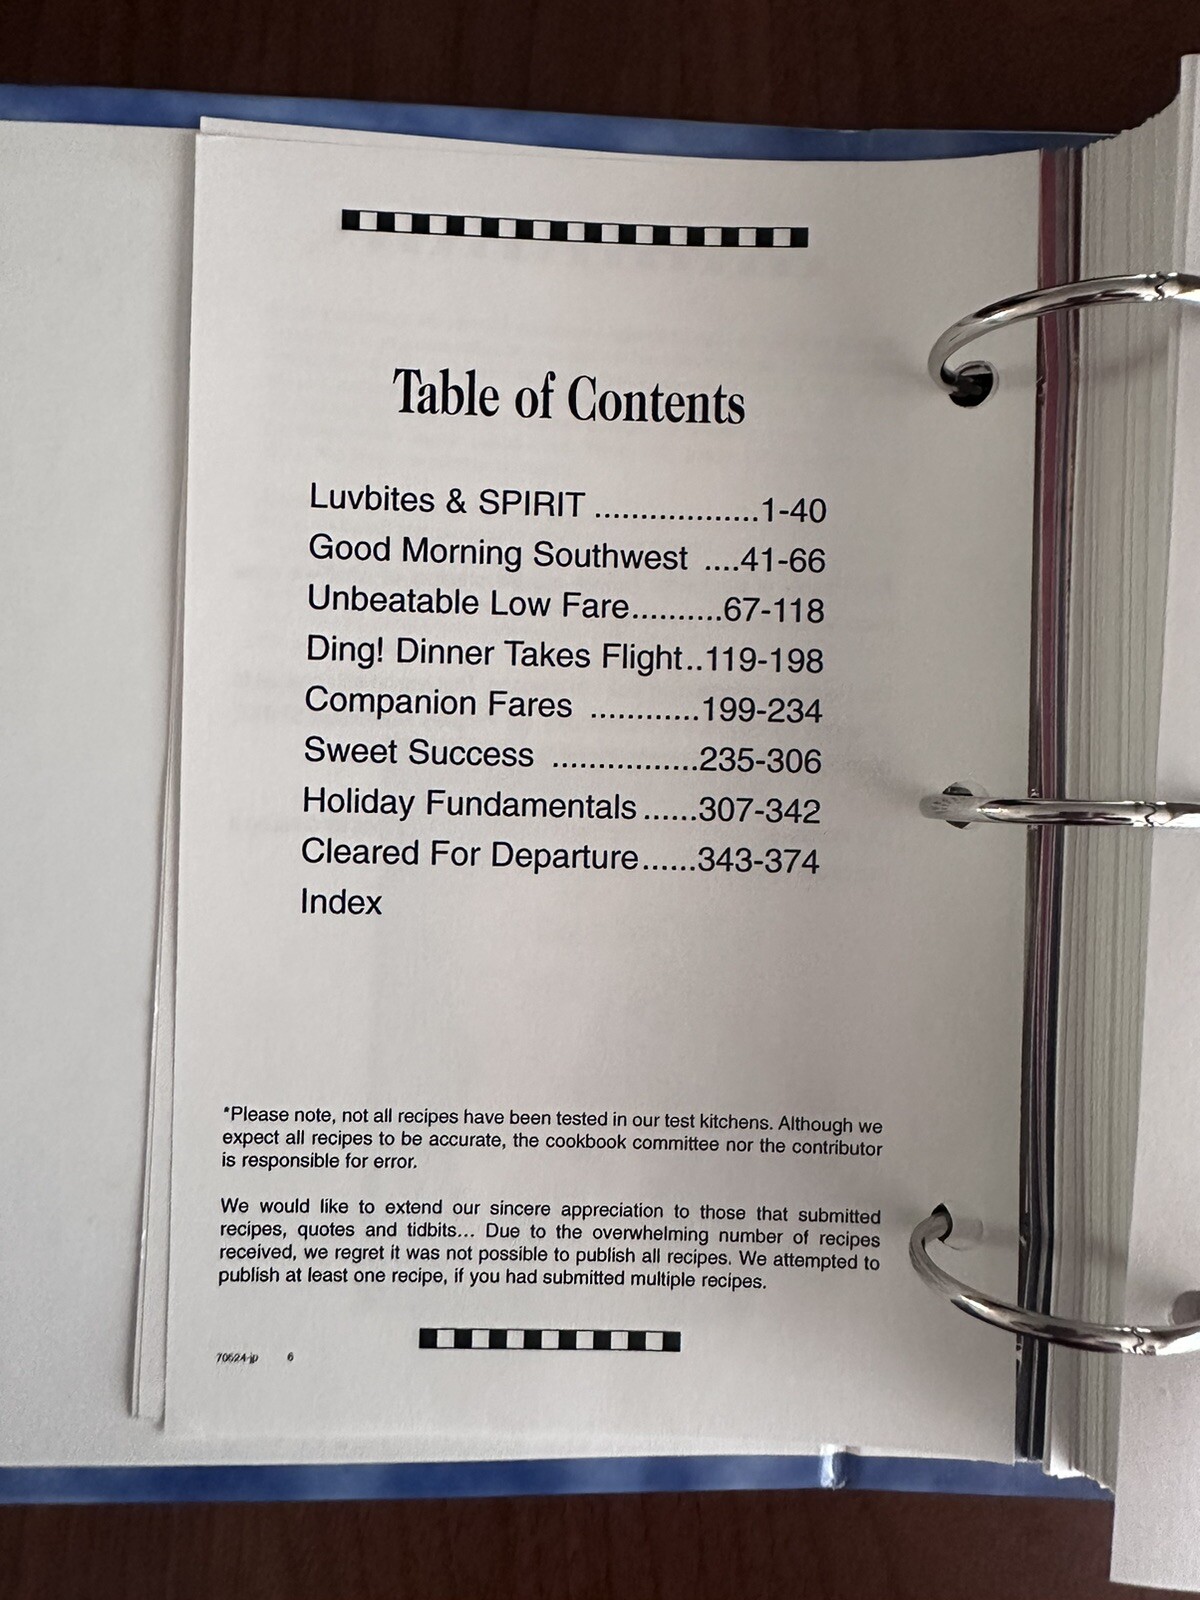 Table of Contents
Luvbites & SPIRIT ..................1-40
Good Morning Southwest ....41-66
Unbeatable Low Fare..........67-118
Ding! Dinner Takes Flight..119-198
Companion Fares ............199-234
Sweet Success ................235-306
Holiday Fundamentals ......307-342
Cleared For Departure......343-374
Index
*Please note, not all recipes have been tested in our test kitchens. Although we
expect all recipes to be accurate, the cookbook committee nor the contributor
is responsible for error.
We would like to extend our sincere appreciation to those that submitted
recipes, quotes and tidbits... Due to the overwhelming number of recipes
received, we regret it was not possible to publish all recipes. We attempted to
publish at least one recipe, if you had submitted multiple recipes.
70524-jp 6